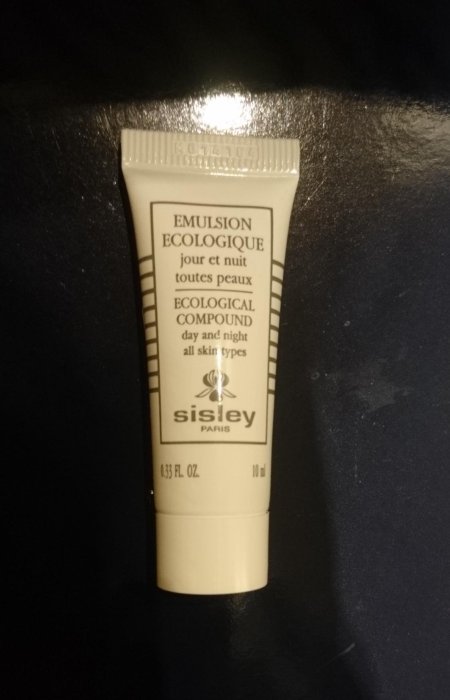 EMULSION
ECOLOGIQUE
jour et nuit
toutes peaux
ECOLOGICAL
COMPOUND
day and night
all skin types
sisley
PARIS
0.33 FL. OZ. 10 ml